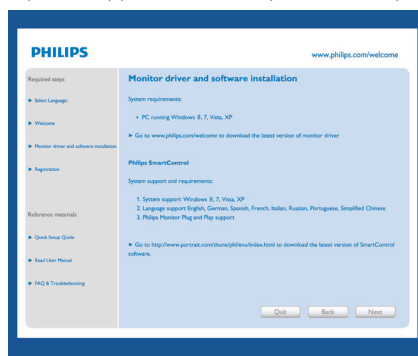 PHILIPS
www.philips.com/welcome
Required steps
Select Language
Welcome
Monitor driver and software installation
Registration
Reference materials
Quick Setup Quide
Read User Manual
FAQ & Troubleshooting
Monitor driver and software installation
System requirements:
• PC running Windows 8, 7, Vista, XP
Go to www.philips.com/welcome to download the latest version of monitor driver
Philips SmartControl
System support and requirements:
1. System support Windows 8, 7, Vista, XP
2. Language support English, German, Spanish, French, Italian, Russian, Portuguese, Simplified Chinese
3. Philips Monitor Plug and Play support
Go to http://www.portrait.com/dtune/phil/enu/index.html to download the latest version of SmartControl
software.
Quit
Back
Next